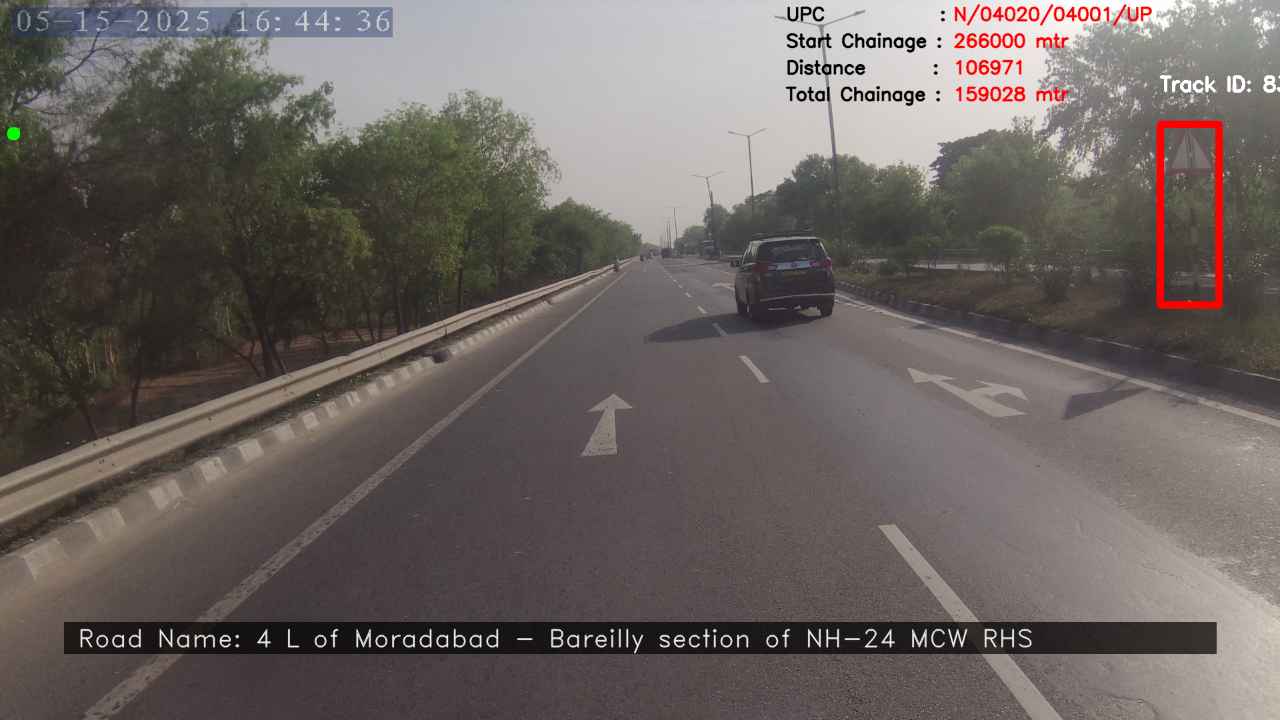 05-15-2025 16:44:36
UPC : N/04020/04001/UP
Start Chainage : 266000 mtr
Distance : 106971
Total Chainage : 159028 mtr
Track ID: 83
Road Name: 4 L of Moradabad - Bareilly section of NH-24 MCW RHS